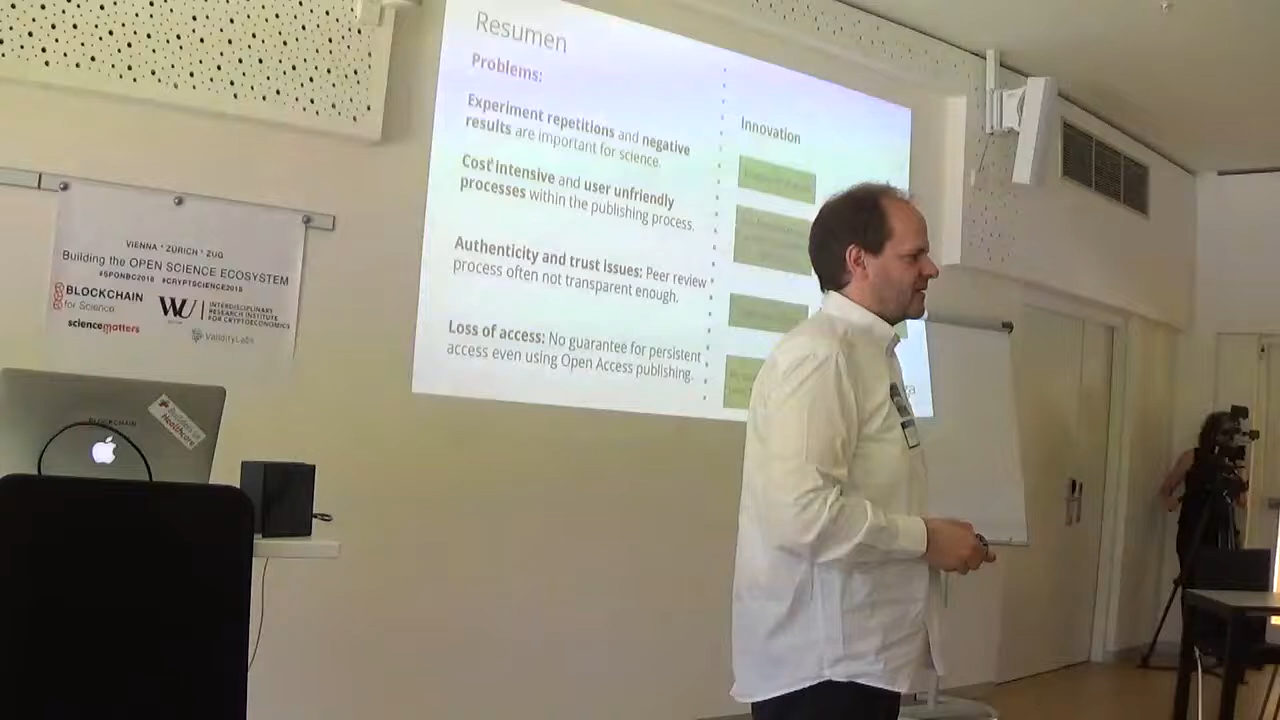 Resumen
Problems:
Experiment repetitions and negative
results are important for science.
Cost intensive and user unfriendly
processes within the publishing process.
Authenticity and trust issues: Peer review
process often not transparent enough.
Loss of access: No guarantee for persistent
access even using Open Access publishing.
Innovation
VIENNA * ZURICH * ZUG
Building the OPEN SCIENCE ECOSYSTEM
#SPONBC2018 #CRYPTSCIENCE2018
BLOCKCHAIN
for Science
WU
INTERDISCIPLINARY
RESEARCH INSTITUTE
FOR CRYPTOECONOMICS
sciencematters
ValidityLabs
BLOCKCHAIN
Healthcare